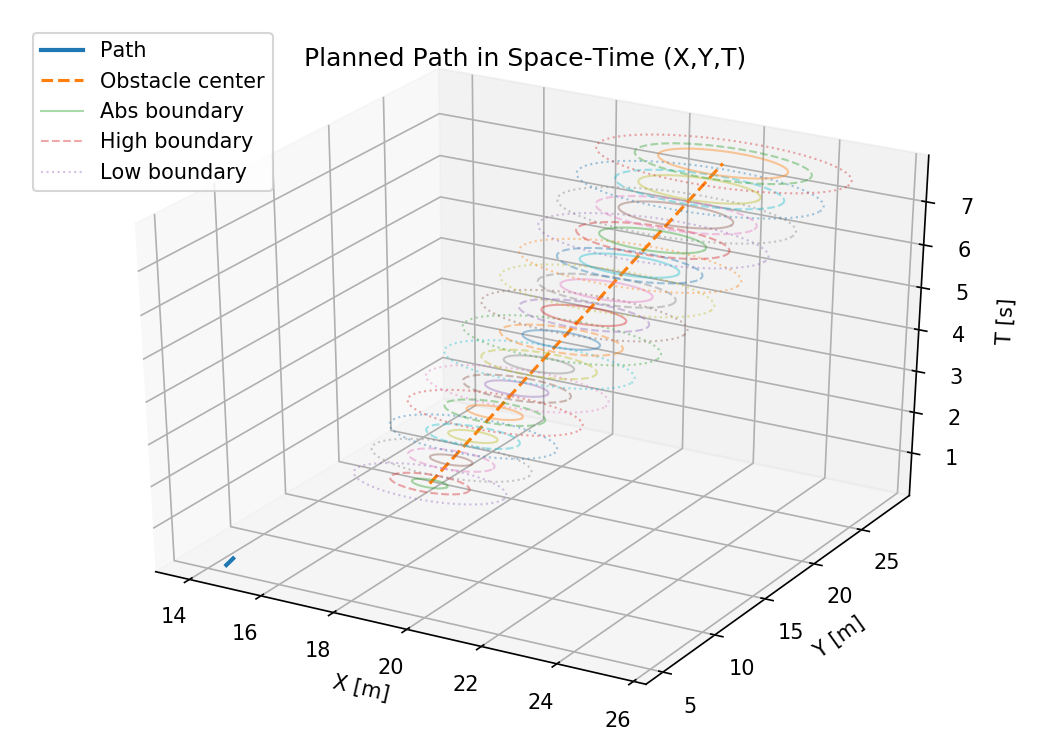 Planned Path in Space-Time (X,Y,T)
Path
Obstacle center
Abs boundary
High boundary
Low boundary
7
6
5
4
3
2
1
T [s]
14
16
18
20
22
24
26
X [m]
5
10
15
20
25
Y [m]